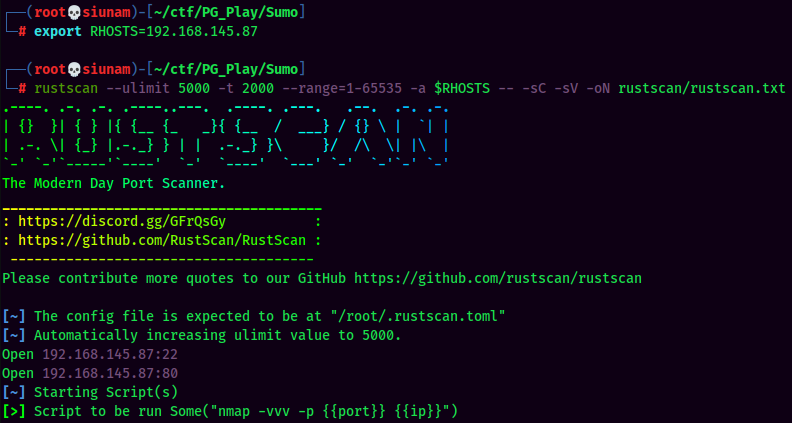 ┌──(root💀siunam)-[~/ctf/PG_Play/Sumo]
└─# export RHOSTS=192.168.145.87
┌──(root💀siunam)-[~/ctf/PG_Play/Sumo]
└─# rustscan --ulimit 5000 -t 2000 --range=1-65535 -a $RHOSTS -- -sC -sV -oN rustscan/rustscan.txt
.----. .-. .-. .----..---.  .----. .---.   .--.  .-. .-.
| {}  }| { } |{ {__ {_   _}{ {__  /  ___} / {} \ |  `| |
| .-. \| {_} |.-._} } | |  .-._} }\     }/  /\  \| |\  |
`-' `-'`-----'`----'  `-'  `----'  `---' `-'  `-'`-' `-'
The Modern Day Port Scanner.
________________________________________
: https://discord.gg/GFrQsGy           :
: https://github.com/RustScan/RustScan :
 --------------------------------------
Please contribute more quotes to our GitHub https://github.com/rustscan/rustscan
[~] The config file is expected to be at "/root/.rustscan.toml"
[~] Automatically increasing ulimit value to 5000.
Open 192.168.145.87:22
Open 192.168.145.87:80
[~] Starting Script(s)
[>] Script to be run Some("nmap -vvv -p {{port}} {{ip}}")